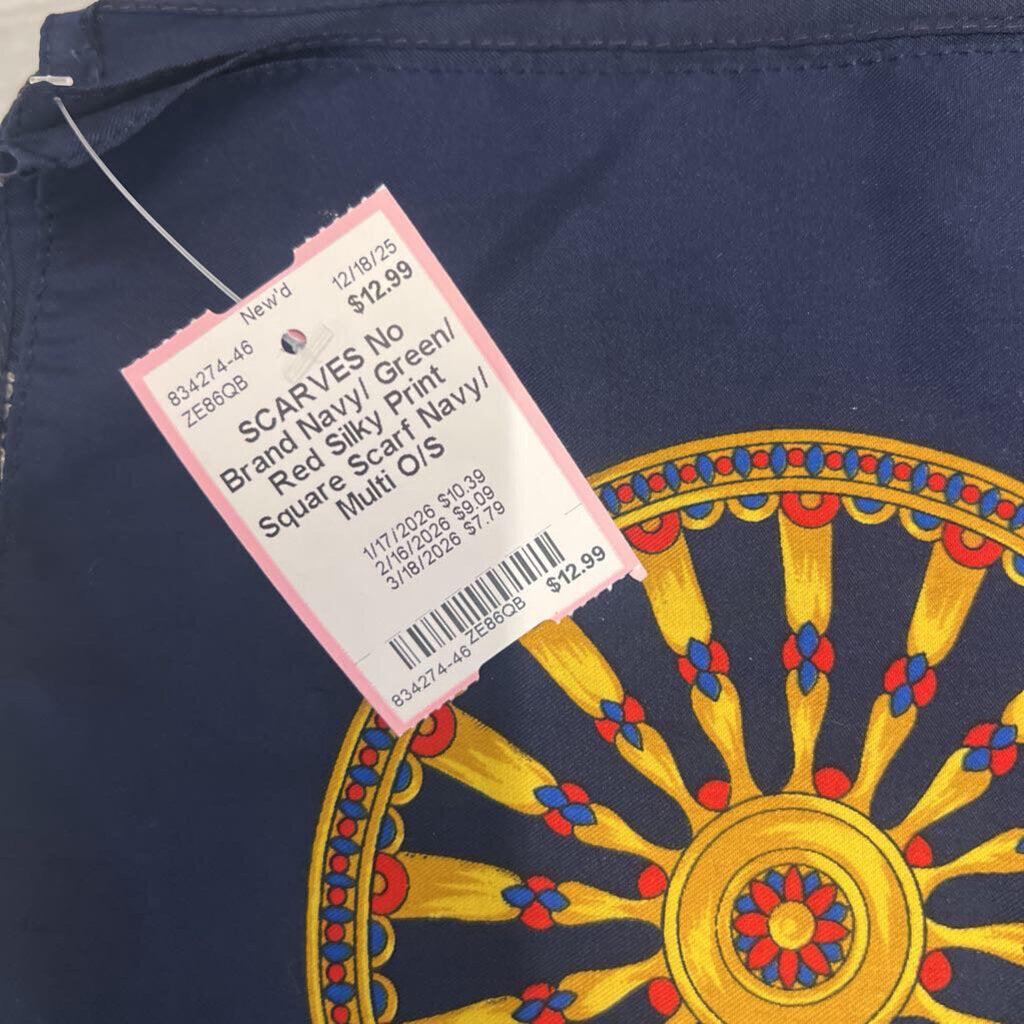 New'd
12/18/25
834274-46
$12.99
ZE86QB
SCARVES No
Brand Navy/ Green/
Red Silky Print
Square Scarf Navy/
Multi O/S
1/17/2026 $10.39
2/16/2026 $9.09
3/18/2026 $7.79
834274-46 ZE86QB $12.99